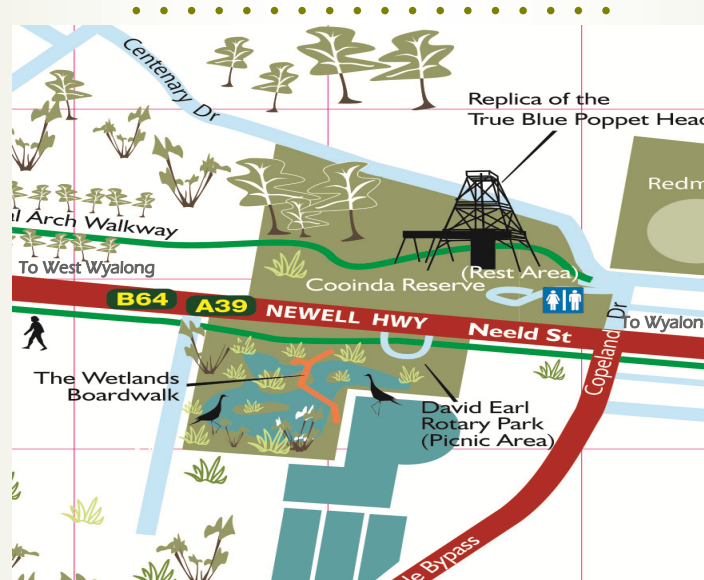 Centenary Dr
Replica of the
True Blue Poppet Head
Redm
al Arch Walkway
To West Wyalong
(Rest Area)
Cooinda Reserve
B64 A39 NEWELL HWY Neeld St
To Wyalon
Copeland Dr
The Wetlands
Boardwalk
David Earl
Rotary Park
(Picnic Area)
le Bypass